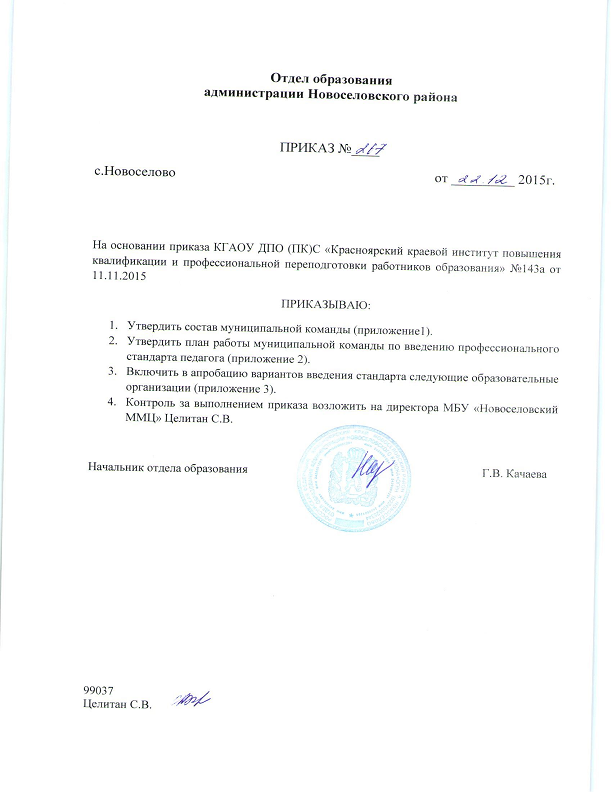 Отдел образования
администрации Новоселовского района
ПРИКАЗ № 217
с.Новоселово
от 22.12 2015г.
На основании приказа КГАОУ ДПО (ПК)С «Красноярский краевой институт повышения
квалификации и профессиональной переподготовки работников образования» №143а от
11.11.2015
ПРИКАЗЫВАЮ:
1. Утвердить состав муниципальной команды (приложение1).
2. Утвердить план работы муниципальной команды по введению профессионального
стандарта педагога (приложение 2).
3. Включить в апробацию вариантов введения стандарта следующие образовательные
организации (приложение 3).
4. Контроль за выполнением приказа возложить на директора МБУ «Новоселовский
ММЦ» Целитан С.В.
Начальник отдела образования
Г.В. Качаева
99037
Целитан С.В.